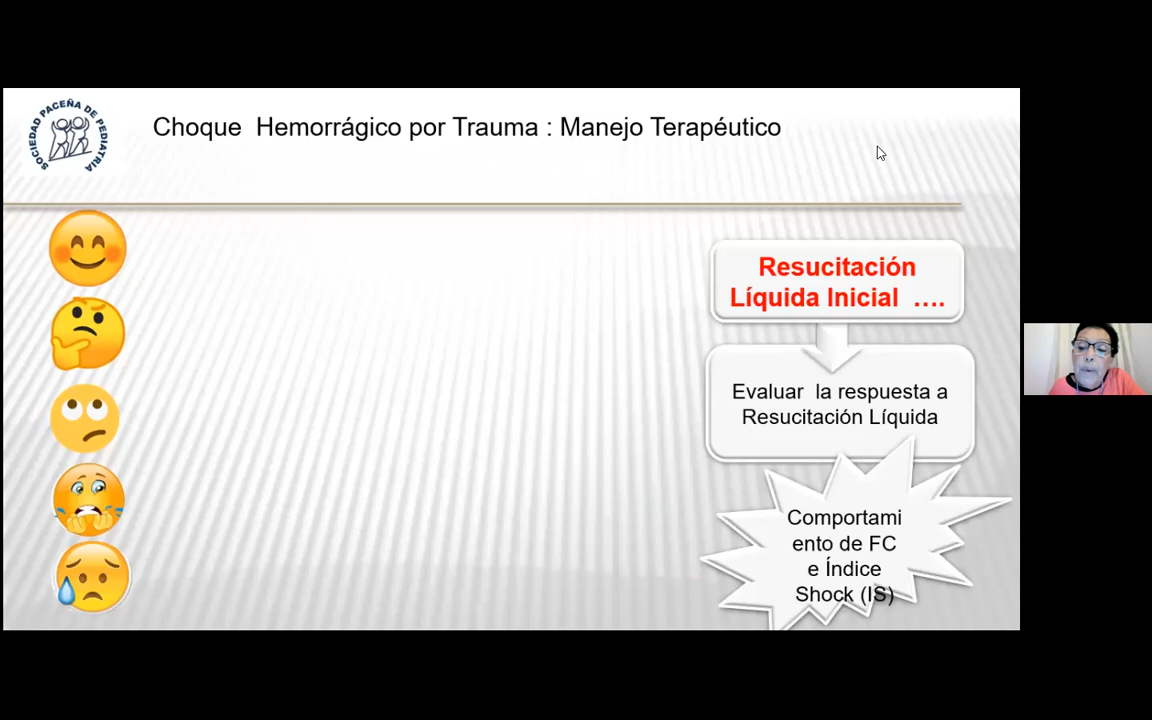 SOCIEDAD PACEÑA DE PEDIATRIA
Choque Hemorrágico por Trauma : Manejo Terapéutico
Resucitación
Líquida Inicial ....
Evaluar la respuesta a
Resucitación Líquida
Comportami
ento de FC
e Índice
Shock (IS)